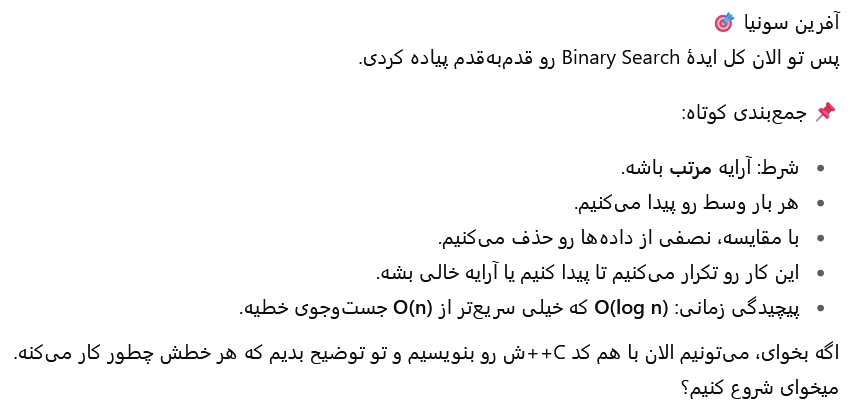 آفرین سونیا 🎯
پس تو الان کل ایدهٔ Binary Search رو قدم‌به‌قدم پیاده کردی.
📌 جمع‌بندی کوتاه:
• شرط: آرایه مرتب باشه.
• هر بار وسط رو پیدا می‌کنیم.
• با مقایسه، نصفی از داده‌ها رو حذف می‌کنیم.
• این کار رو تکرار می‌کنیم تا پیدا کنیم یا آرایه خالی بشه.
• پیچیدگی زمانی: O(log n) که خیلی سریع‌تر از O(n) جست‌وجوی خطیه.
اگه بخوای، می‌تونیم الان با هم کد C++ش رو بنویسیم و تو توضیح بدیم که هر خطش چطور کار می‌کنه.
میخوای شروع کنیم؟